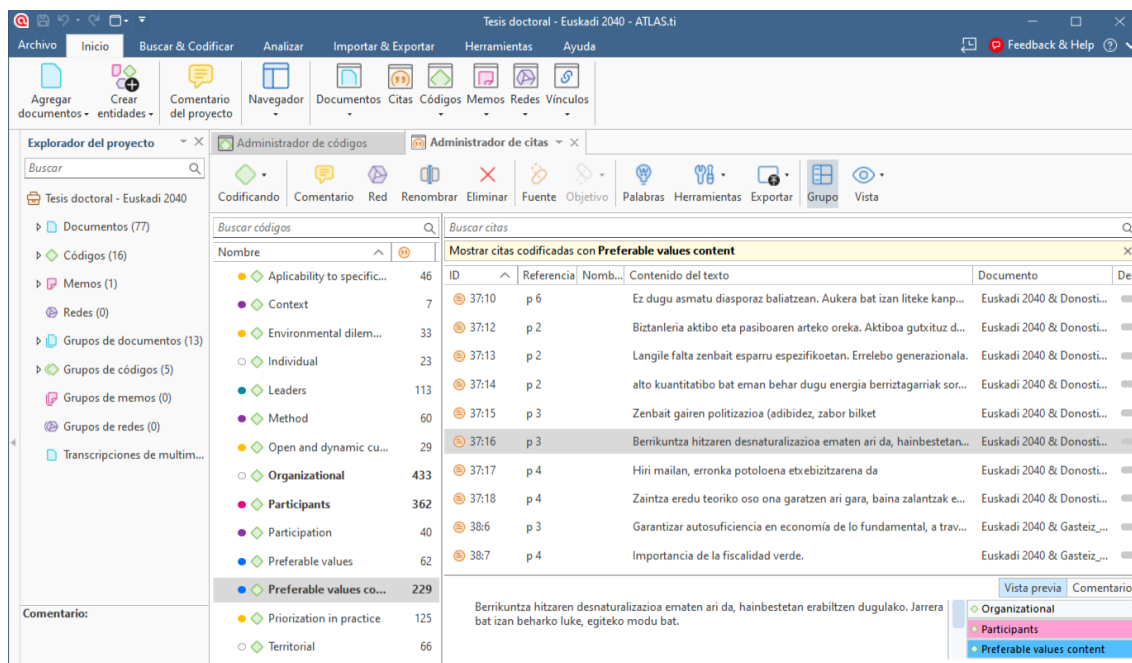 Tesis doctoral - Euskadi 2040 - ATLAS.ti
Archivo Inicio Buscar & Codificar Analizar Importar & Exportar Herramientas Ayuda Feedback & Help
Agregar documentos Crear entidades Comentario del proyecto Navegador Documentos Citas Códigos Memos Redes Vínculos
Explorador del proyecto
Buscar
Tesis doctoral - Euskadi 2040
Documentos (77)
Códigos (16)
Memos (1)
Redes (0)
Grupos de documentos (13)
Grupos de códigos (5)
Grupos de memos (0)
Grupos de redes (0)
Transcripciones de multim...
Comentario:
Administrador de códigos Administrador de citas
Codificando Comentario Red Renombrar Eliminar Fuente Objetivo Palabras Herramientas Exportar Grupo Vista
Buscar códigos
Nombre
Aplicability to specific... 46
Context 7
Environmental dilem... 33
Individual 23
Leaders 113
Method 60
Open and dynamic cu... 29
Organizational 433
Participants 362
Participation 40
Preferable values 62
Preferable values co... 229
Priorization in practice 125
Territorial 66
Buscar citas
Mostrar citas codificadas con Preferable values content
ID Referencia Nomb... Contenido del texto Documento De
37:10 p 6 Ez dugu asmatu diasporaz baliatzean. Aukera bat izan liteke kanp... Euskadi 2040 & Donosti...
37:12 p 2 Biztanleria aktibo eta pasiboaren arteko oreka. Aktiboa gutxituz d... Euskadi 2040 & Donosti...
37:13 p 2 Langile falta zenbait esparru espezifikoetan. Errelebo generazionala. Euskadi 2040 & Donosti...
37:14 p 2 alto kuantitatibo bat eman behar dugu energia berriztagarriak sor... Euskadi 2040 & Donosti...
37:15 p 3 Zenbait gairen politizazioa (adibidez, zabor bilket Euskadi 2040 & Donosti...
37:16 p 3 Berrikuntza hitzaren desnaturalizazioa ematen ari da, hainbestetan... Euskadi 2040 & Donosti...
37:17 p 4 Hiri mailan, erronka potoloena etxebizitzarena da Euskadi 2040 & Donosti...
37:18 p 4 Zaintza eredu teoriko oso ona garatzen ari gara, baina zalantzak e... Euskadi 2040 & Donosti...
38:6 p 3 Garantizar autosuficiencia en economía de lo fundamental, a trav... Euskadi 2040 & Gasteiz_...
38:7 p 4 Importancia de la fiscalidad verde. Euskadi 2040 & Gasteiz_...
Vista previa Comentario
Berrikuntza hitzaren desnaturalizazioa ematen ari da, hainbestetan erabiltzen dugulako. Jarrera
bat izan beharko luke, egiteko modu bat.
Organizational
Participants
Preferable values content